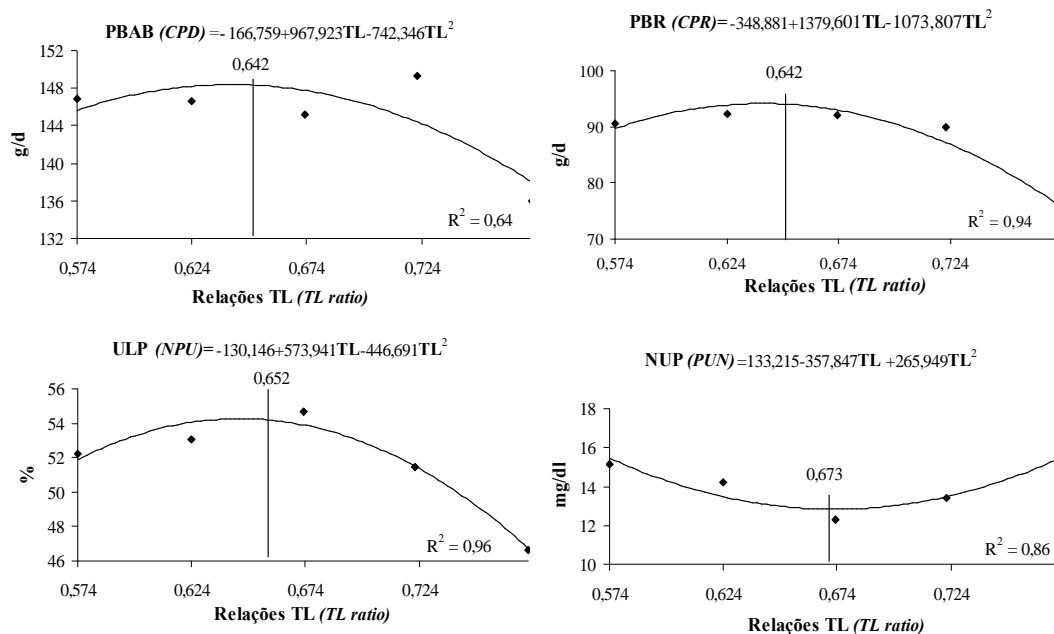 PBAB (CPD) =- 166,759+967,923TL-742,346TL²
0,642
g/d
152
148
144
140
136
132
R² = 0,64
0,574 0,624 0,674 0,724
Relações TL (TL ratio)
PBR (CPR)=-348,881+1379,601TL-1073,807TL²
0,642
g/d
100
90
80
70
R² = 0,94
0,574 0,624 0,674 0,724
Relações TL (TL ratio)
ULP (NPU)=-130,146+573,941TL-446,691TL²
0,652
%
56
54
52
50
48
46
R² = 0,96
0,574 0,624 0,674 0,724
Relações TL (TL ratio)
NUP (PUN) =133,215-357,847TL +265,949TL²
0,673
mg/dl
18
16
14
12
10
R² = 0,86
0,574 0,624 0,674 0,724
Relações TL (TL ratio)